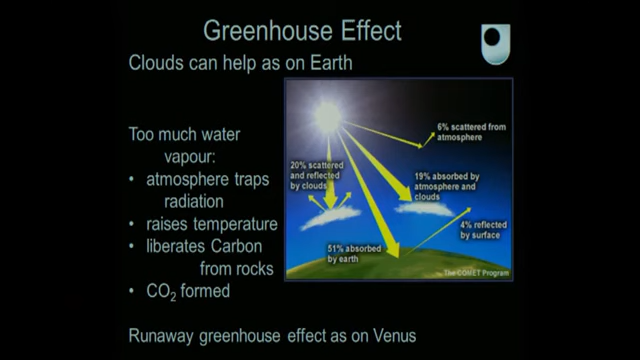 Greenhouse Effect
Clouds can help as on Earth
Too much water
vapour:
• atmosphere traps
radiation
• raises temperature
• liberates Carbon
from rocks
• CO₂ formed
6% scattered from
atmosphere
20% scattered
and reflected
by clouds
19% absorbed by
atmosphere and
clouds
4% reflected
by surface
51% absorbed
by earth
The COMET Program
Runaway greenhouse effect as on Venus